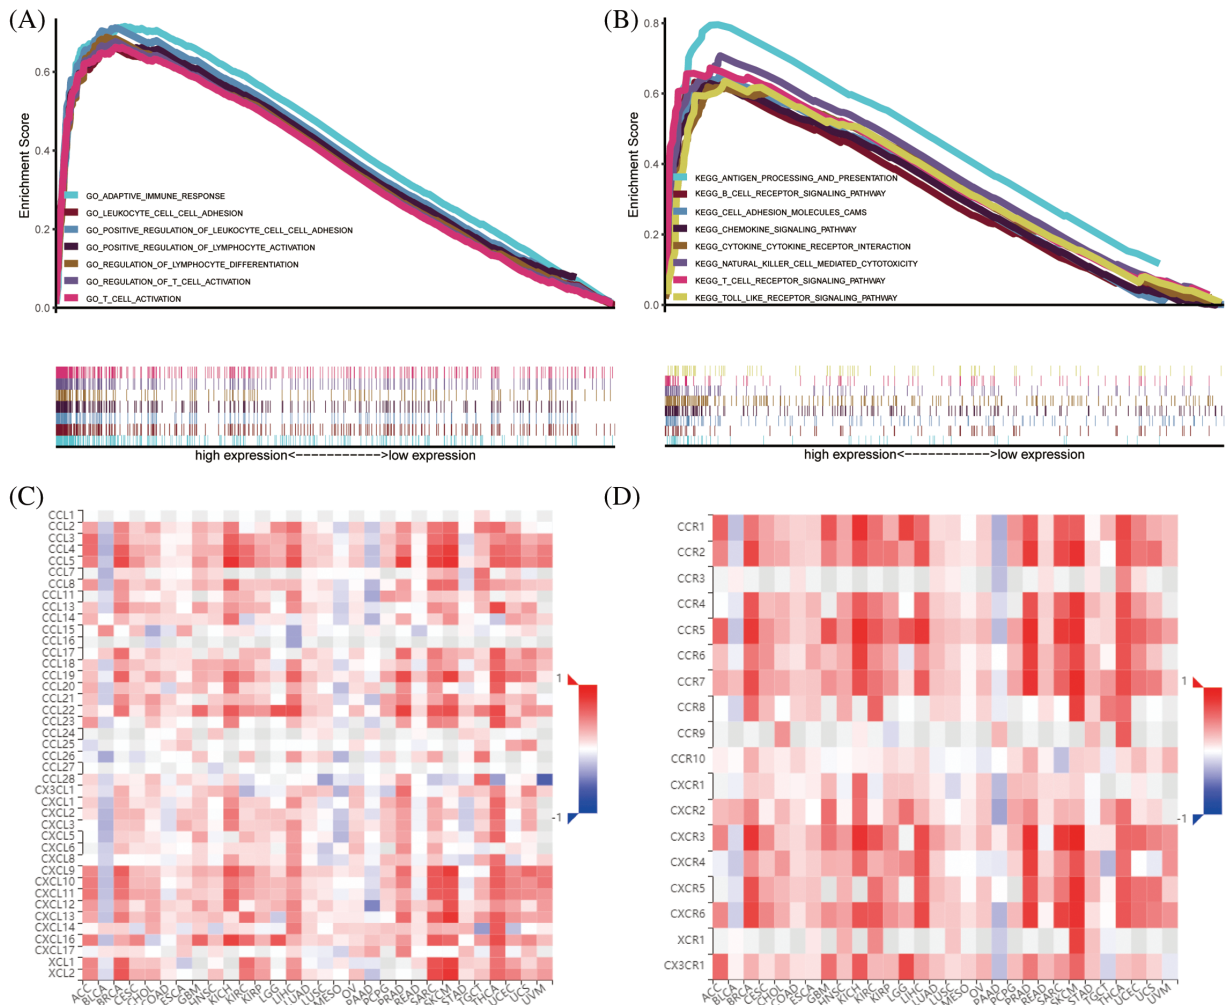 (A)
Enrichment Score
0.6
0.4
0.2
0.0
GO_ADAPTIVE_IMMUNE_RESPONSE
GO_LEUKOCYTE_CELL_CELL_ADHESION
GO_POSITIVE_REGULATION_OF_LEUKOCYTE_CELL_CELL_ADHESION
GO_POSITIVE_REGULATION_OF_LYMPHOCYTE_ACTIVATION
GO_REGULATION_OF_LYMPHOCYTE_DIFFERENTIATION
GO_REGULATION_OF_T_CELL_ACTIVATION
GO_T_CELL_ACTIVATION
high expression<------------->low expression
(B)
Enrichment Score
0.8
0.6
0.4
0.2
0.0
KEGG_ANTIGEN_PROCESSING_AND_PRESENTATION
KEGG_B_CELL_RECEPTOR_SIGNALING_PATHWAY
KEGG_CELL_ADHESION_MOLECULES_CAMS
KEGG_CHEMOKINE_SIGNALING_PATHWAY
KEGG_CYTOKINE_CYTOKINE_RECEPTOR_INTERACTION
KEGG_NATURAL_KILLER_CELL_MEDIATED_CYTOTOXICITY
KEGG_T_CELL_RECEPTOR_SIGNALING_PATHWAY
KEGG_TOLL_LIKE_RECEPTOR_SIGNALING_PATHWAY
high expression<------------->low expression
(C)
CCL1
CCL2
CCL3
CCL4
CCL5
CCL7
CCL8
CCL11
CCL13
CCL14
CCL15
CCL16
CCL17
CCL18
CCL19
CCL20
CCL21
CCL22
CCL23
CCL24
CCL25
CCL26
CCL27
CCL28
CX3CL1
CXCL1
CXCL2
CXCL3
CXCL5
CXCL6
CXCL8
CXCL9
CXCL10
CXCL11
CXCL12
CXCL13
CXCL14
CXCL16
CXCL17
XCL1
XCL2
ACC
BLCA
BRCA
CESC
CHOL
OAD
ESCA
GBM
HNSC
KICH
KIRC
KIRP
LGG
LIHC
LUAD
LUSC
MESO
OV
PAAD
PCPG
PRAD
READ
SARC
SKCM
STAD
TGCT
THCA
UCEC
UCS
UVM
1
-1
(D)
CCR1
CCR2
CCR3
CCR4
CCR5
CCR6
CCR7
CCR8
CCR9
CCR10
CXCR1
CXCR2
CXCR3
CXCR4
CXCR5
CXCR6
XCR1
CX3CR1
ACC
BLCA
BRCA
CESC
CHOL
OAD
ESCA
GBM
HNSC
KICH
KIRC
KIRP
LGG
LIHC
LUAD
LUSC
MESO
OV
PAAD
PCPG
PRAD
READ
SARC
SKCM
TGCT
THCA
UCEC
UCS
UVM
1
-1